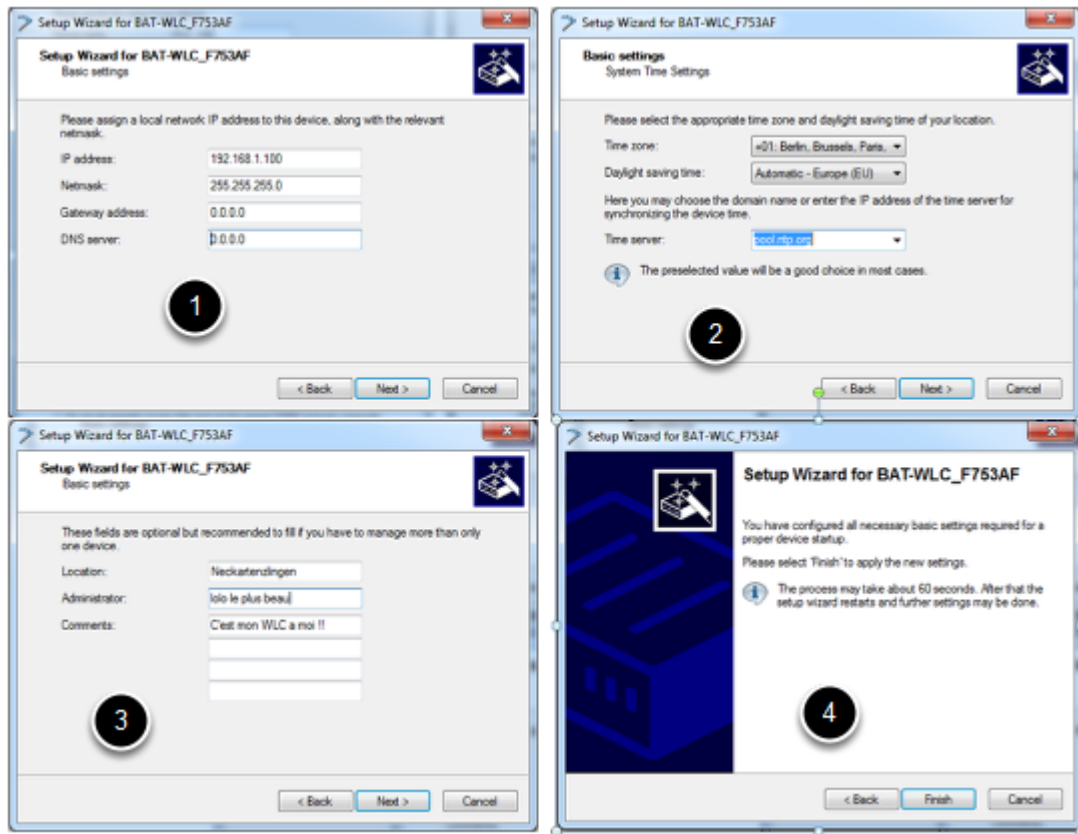 Setup Wizard for BAT-WLC_F753AF
Setup Wizard for BAT-WLC_F753AF
Basic settings
Please assign a local network IP address to this device, along with the relevant
netmask.
IP address: 192.168.1.100
Netmask: 255.255.255.0
Gateway address: 0.0.0.0
DNS server: 0.0.0.0
1
< Back Next > Cancel
Setup Wizard for BAT-WLC_F753AF
Basic settings
System Time Settings
Please select the appropriate time zone and daylight saving time of your location.
Time zone: +01: Berlin, Brussels, Paris,
Daylight saving time: Automatic - Europe (EU)
Here you may choose the domain name or enter the IP address of the time server for
synchronizing the device time.
Time server: pool.ntp.org
The preselected value will be a good choice in most cases.
2
< Back Next > Cancel
Setup Wizard for BAT-WLC_F753AF
Setup Wizard for BAT-WLC_F753AF
Basic settings
These fields are optional but recommended to fill if you have to manage more than only
one device.
Location: Neckartenzlingen
Administrator: lolo le plus beau
Comments: C'est mon WLC a moi !!
3
< Back Next > Cancel
Setup Wizard for BAT-WLC_F753AF
Setup Wizard for BAT-WLC_F753AF
You have configured all necessary basic settings required for a
proper device startup.
Please select 'Finish' to apply the new settings.
The process may take about 60 seconds. After that the
setup wizard restarts and further settings may be done.
4
< Back Finish Cancel